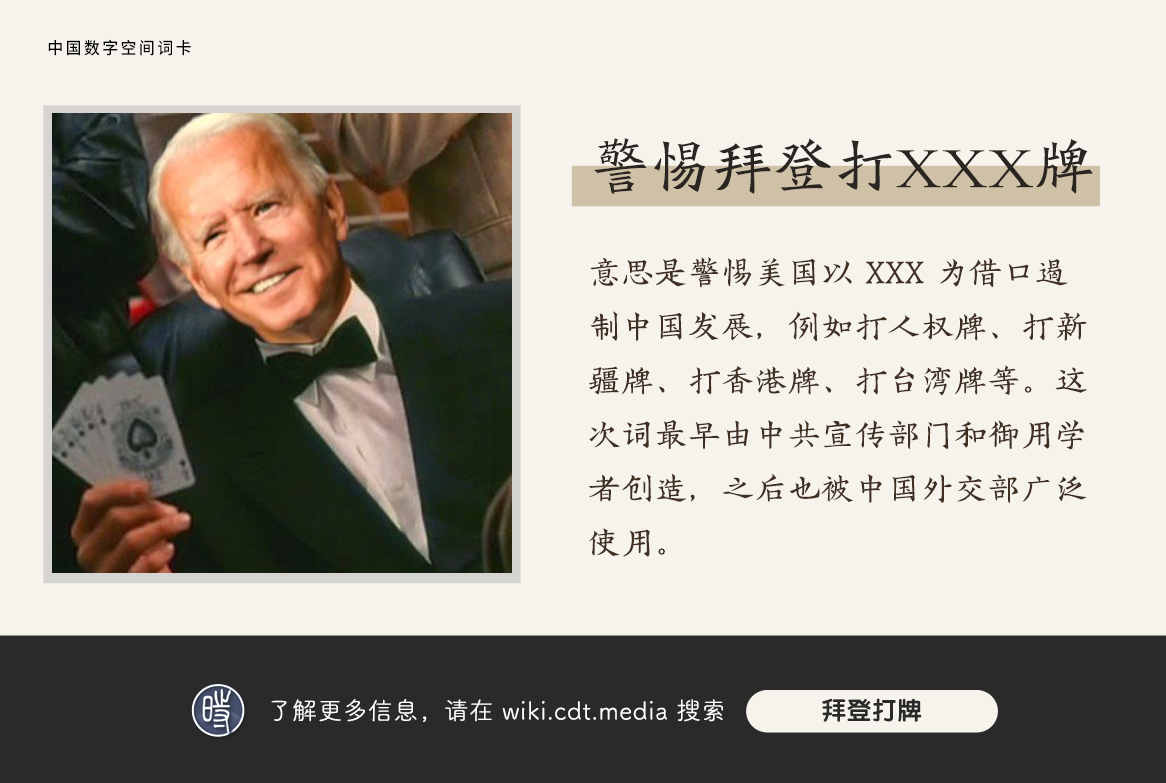 中国数字空间词卡
警惕拜登打XXX牌
意思是警惕美国以 XXX 为借口遏
制中国发展，例如打人权牌、打新
疆牌、打香港牌、打台湾牌等。这
次词最早由中共宣传部门和御用学
者创造，之后也被中国外交部广泛
使用。
了解更多信息，请在 wiki.cdt.media 搜索
拜登打牌